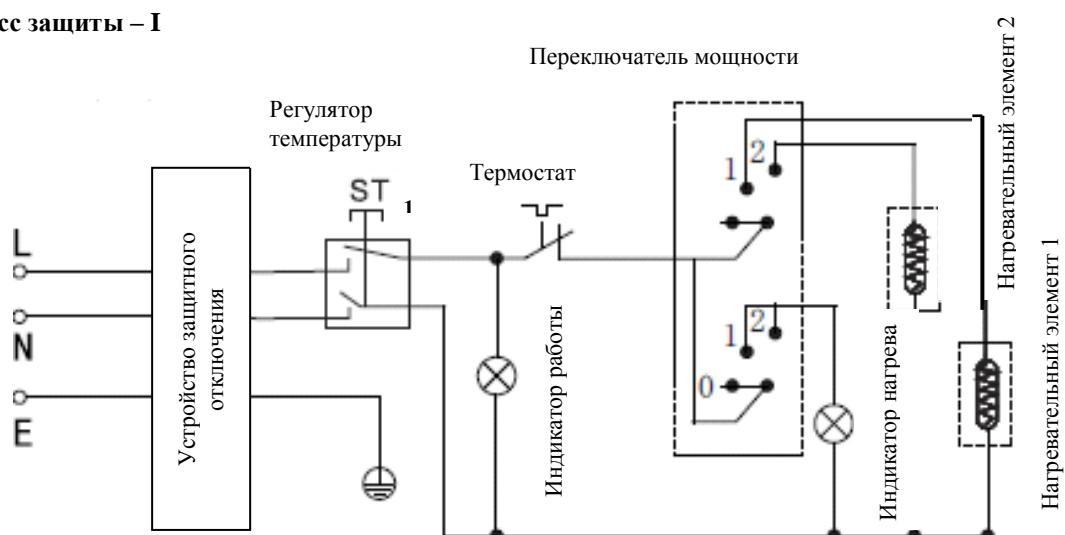 сс защиты – I
Переключатель мощности
Регулятор
температуры
Термостат
ST
1
L
N
E
Устройство защитного
отключения
Индикатор работы
1
2
1
2
0
Индикатор нагрева
Нагревательный элемент 2
Нагревательный элемент 1